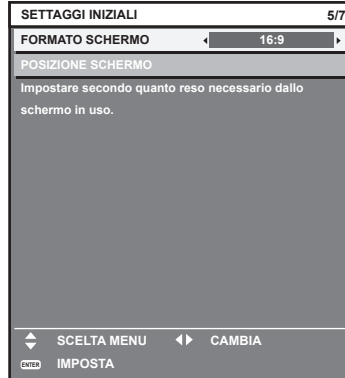 SETTAGGI INIZIALI 5/7
FORMATO SCHERMO 16:9
POSIZIONE SCHERMO
Impostare secondo quanto reso necessario dallo
schermo in uso.
SCELTA MENU CAMBIA
ENTER IMPOSTA